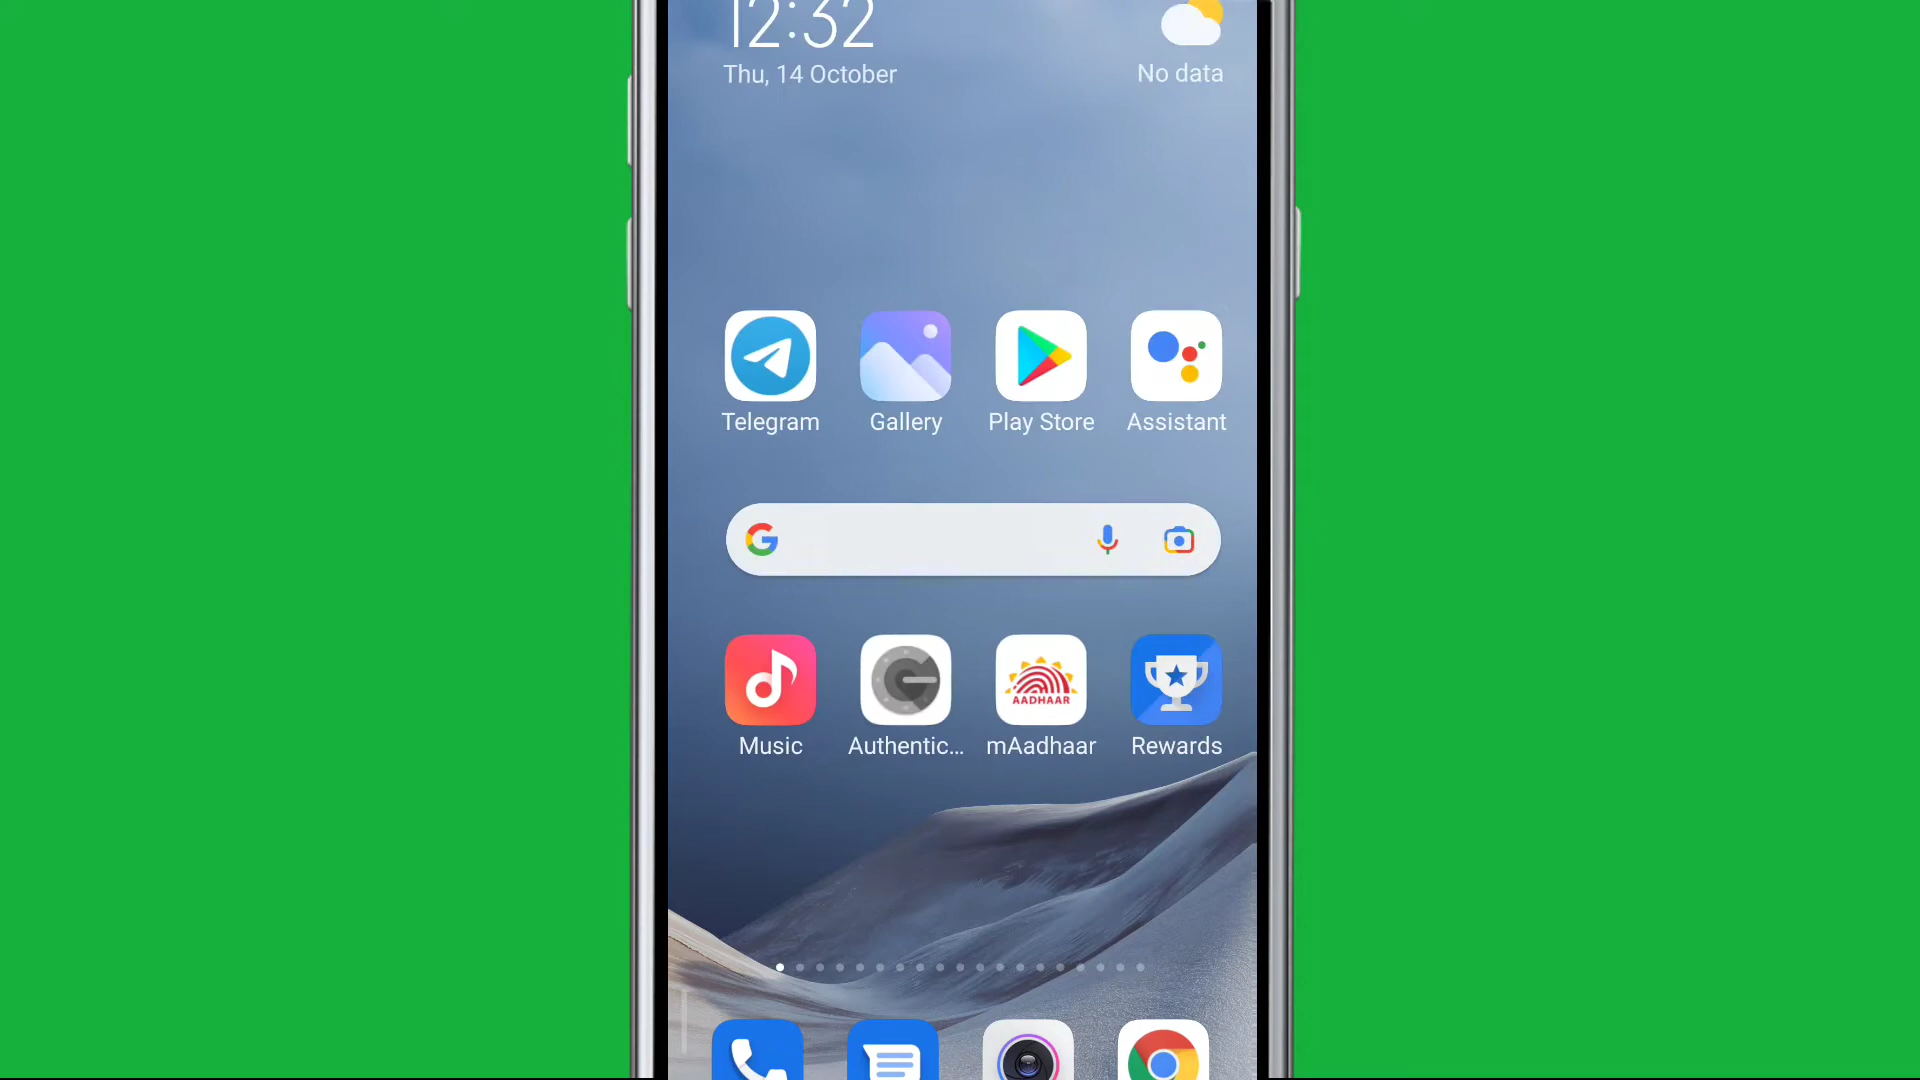 12:32
Thu, 14 October
No data
Telegram
Gallery
Play Store
Assistant
AADHAAR
Music
Authentic...
mAadhaar
Rewards